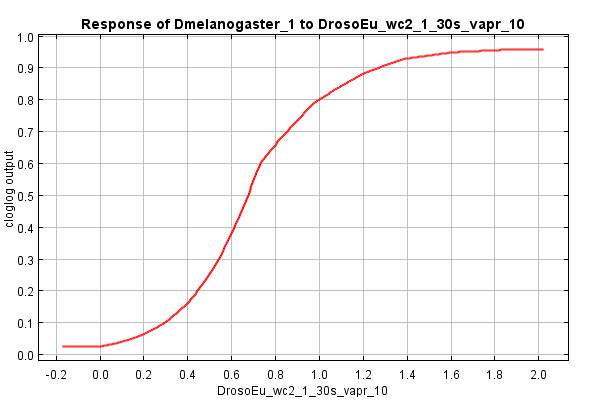 Response of Dmelanogaster_1 to DrosoEu_wc2_1_30s_vapr_10
1.0
0.9
0.8
0.7
0.6
0.5
0.4
0.3
0.2
0.1
0.0
cloglog output
-0.2 0.0 0.2 0.4 0.6 0.8 1.0 1.2 1.4 1.6 1.8 2.0
DrosoEu_wc2_1_30s_vapr_10